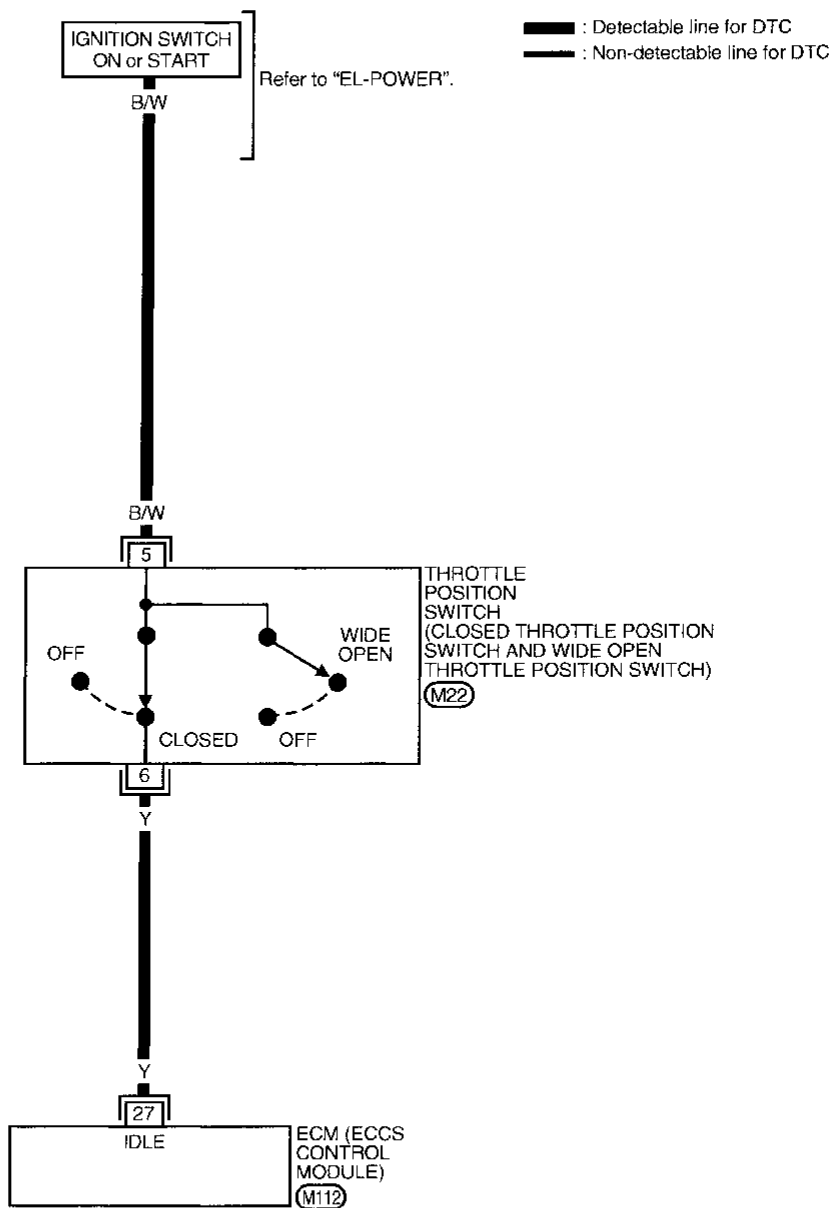 IGNITION SWITCH
ON or START
Refer to "EL-POWER".
: Detectable line for DTC
: Non-detectable line for DTC
B/W
B/W
5
THROTTLE
POSITION
SWITCH
(CLOSED THROTTLE POSITION
SWITCH AND WIDE OPEN
THROTTLE POSITION SWITCH)
M22
OFF
WIDE
OPEN
CLOSED
OFF
6
Y
Y
27
IDLE
ECM (ECCS
CONTROL
MODULE)
M112